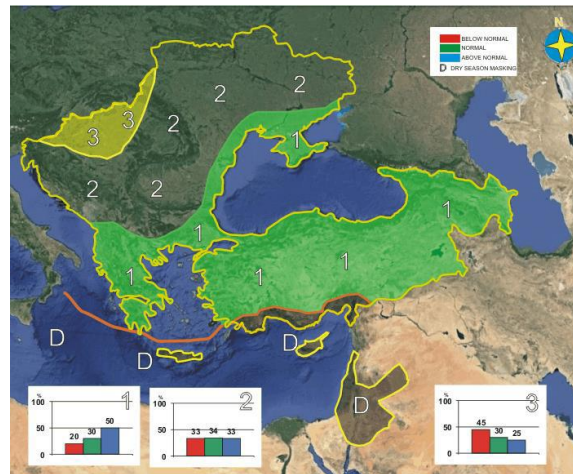 N
BELOW NORMAL
NORMAL
ABOVE NORMAL
D DRY SEASON MASKING
2
2
3
3
2
1
2
2
1
1
1
1
1
D
D
D
D
% 1
100
50
0
20 30 50
% 2
100
50
0
33 34 33
% 3
100
50
0
45 30 25